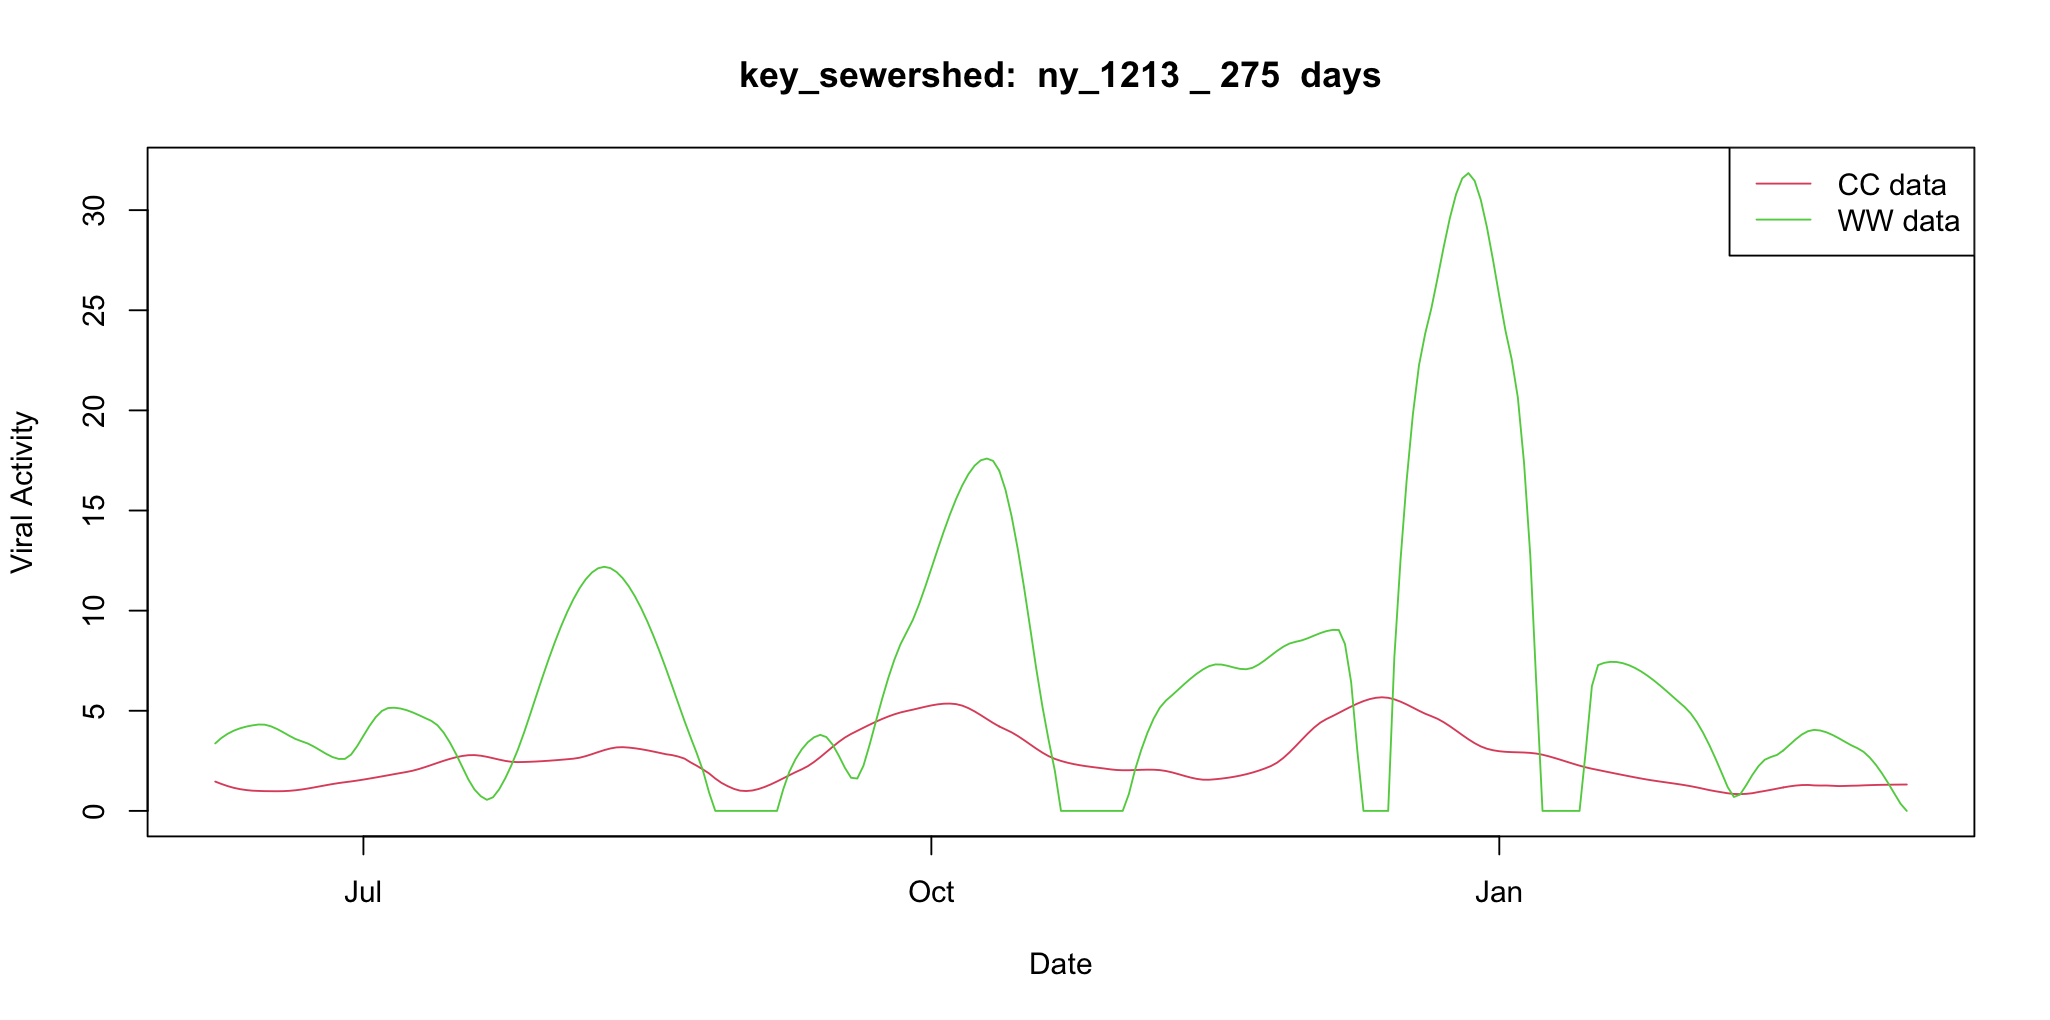 key_sewershed: ny_1213 _ 275 days
CC data
WW data
Viral Activity
30
25
20
15
10
5
0
Jul
Oct
Jan
Date